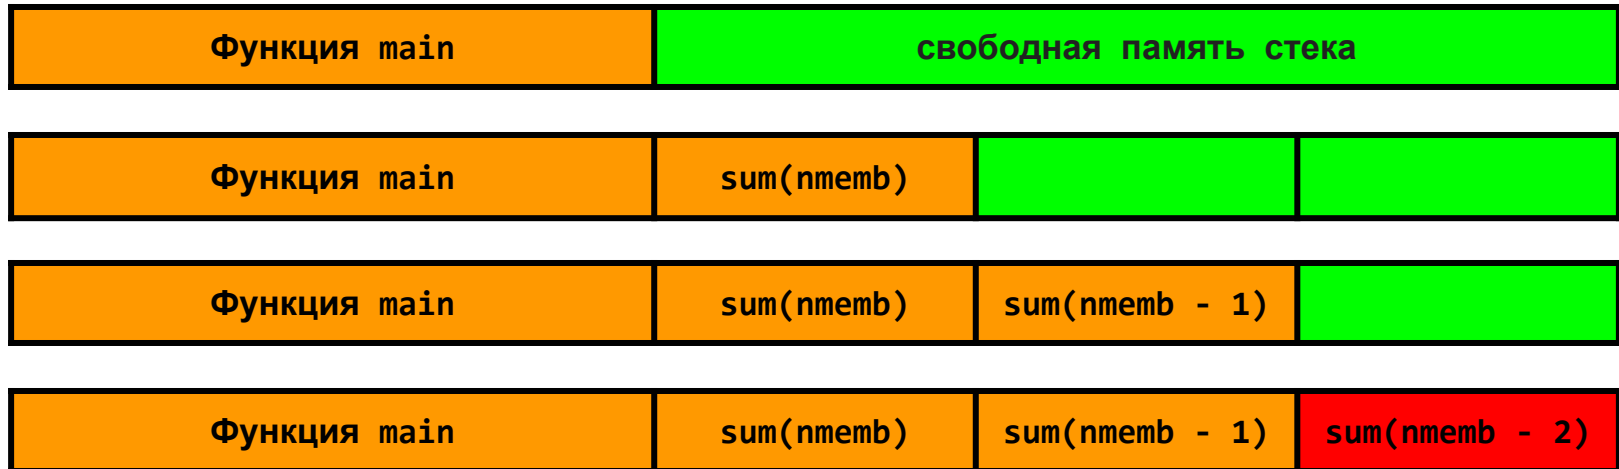 Функция main свободная память стека
Функция main sum(nmemb)
Функция main sum(nmemb) sum(nmemb - 1)
Функция main sum(nmemb) sum(nmemb - 1) sum(nmemb - 2)